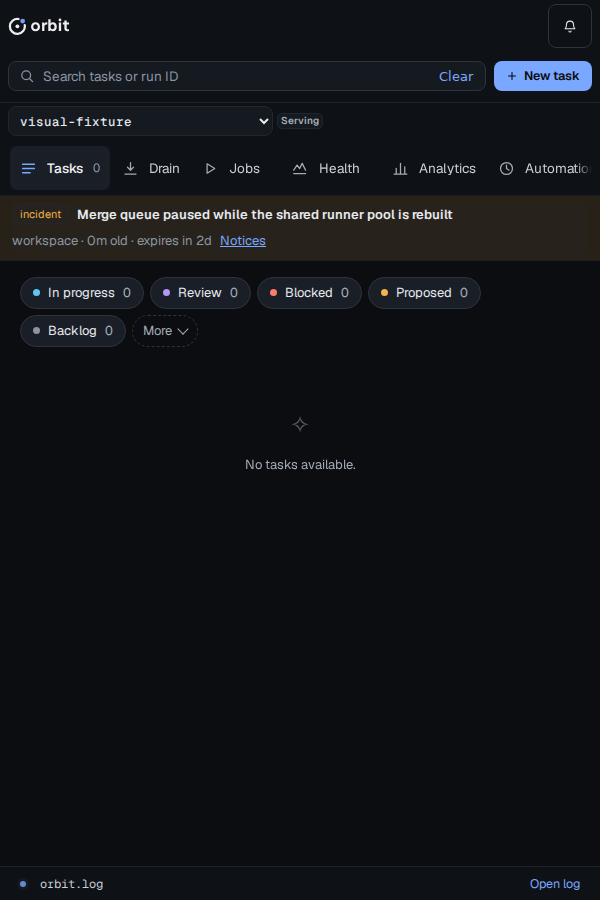 orbit
Search tasks or run ID
Clear
+ New task
visual-fixture
Serving
Tasks 0
Drain
Jobs
Health
Analytics
Automatio
incident Merge queue paused while the shared runner pool is rebuilt
workspace · 0m old · expires in 2d Notices
In progress 0
Review 0
Blocked 0
Proposed 0
Backlog 0
More
No tasks available.
orbit.log
Open log